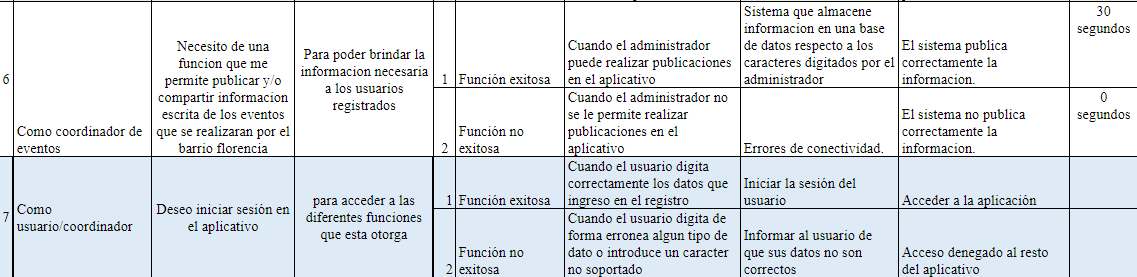 6
Como coordinador de
eventos
Necesito de una
funcion que me
permite publicar y/o
compartir informacion
escrita de los eventos
que se realizaran por el
barrio florencia
Para poder brindar la
informacion necesaria
a los usuarios
registrados
1
Función exitosa
Cuando el administrador
puede realizar publicaciones
en el aplicativo
Sistema que almacene
informacion en una base
de datos respecto a los
caracteres digitados por el
administrador
El sistema publica
correctamente la
informacion.
30
segundos
2
Función no
exitosa
Cuando el administrador no
se le permite realizar
publicaciones en el
aplicativo
Errores de conectividad.
El sistema no publica
correctamente la
informacion.
0
segundos
7
Como
usuario/coordinador
Deseo iniciar sesión en
el aplicativo
para acceder a las
diferentes funciones
que esta otorga
1
Función exitosa
Cuando el usuario digita
correctamente los datos que
ingreso en el registro
Iniciar la sesión del
usuario
Acceder a la aplicación
2
Función no
exitosa
Cuando el usuario digita de
forma erronea algun tipo de
dato o introduce un caracter
no soportado
Informar al usuario de
que sus datos no son
correctos
Acceso denegado al resto
del aplicativo